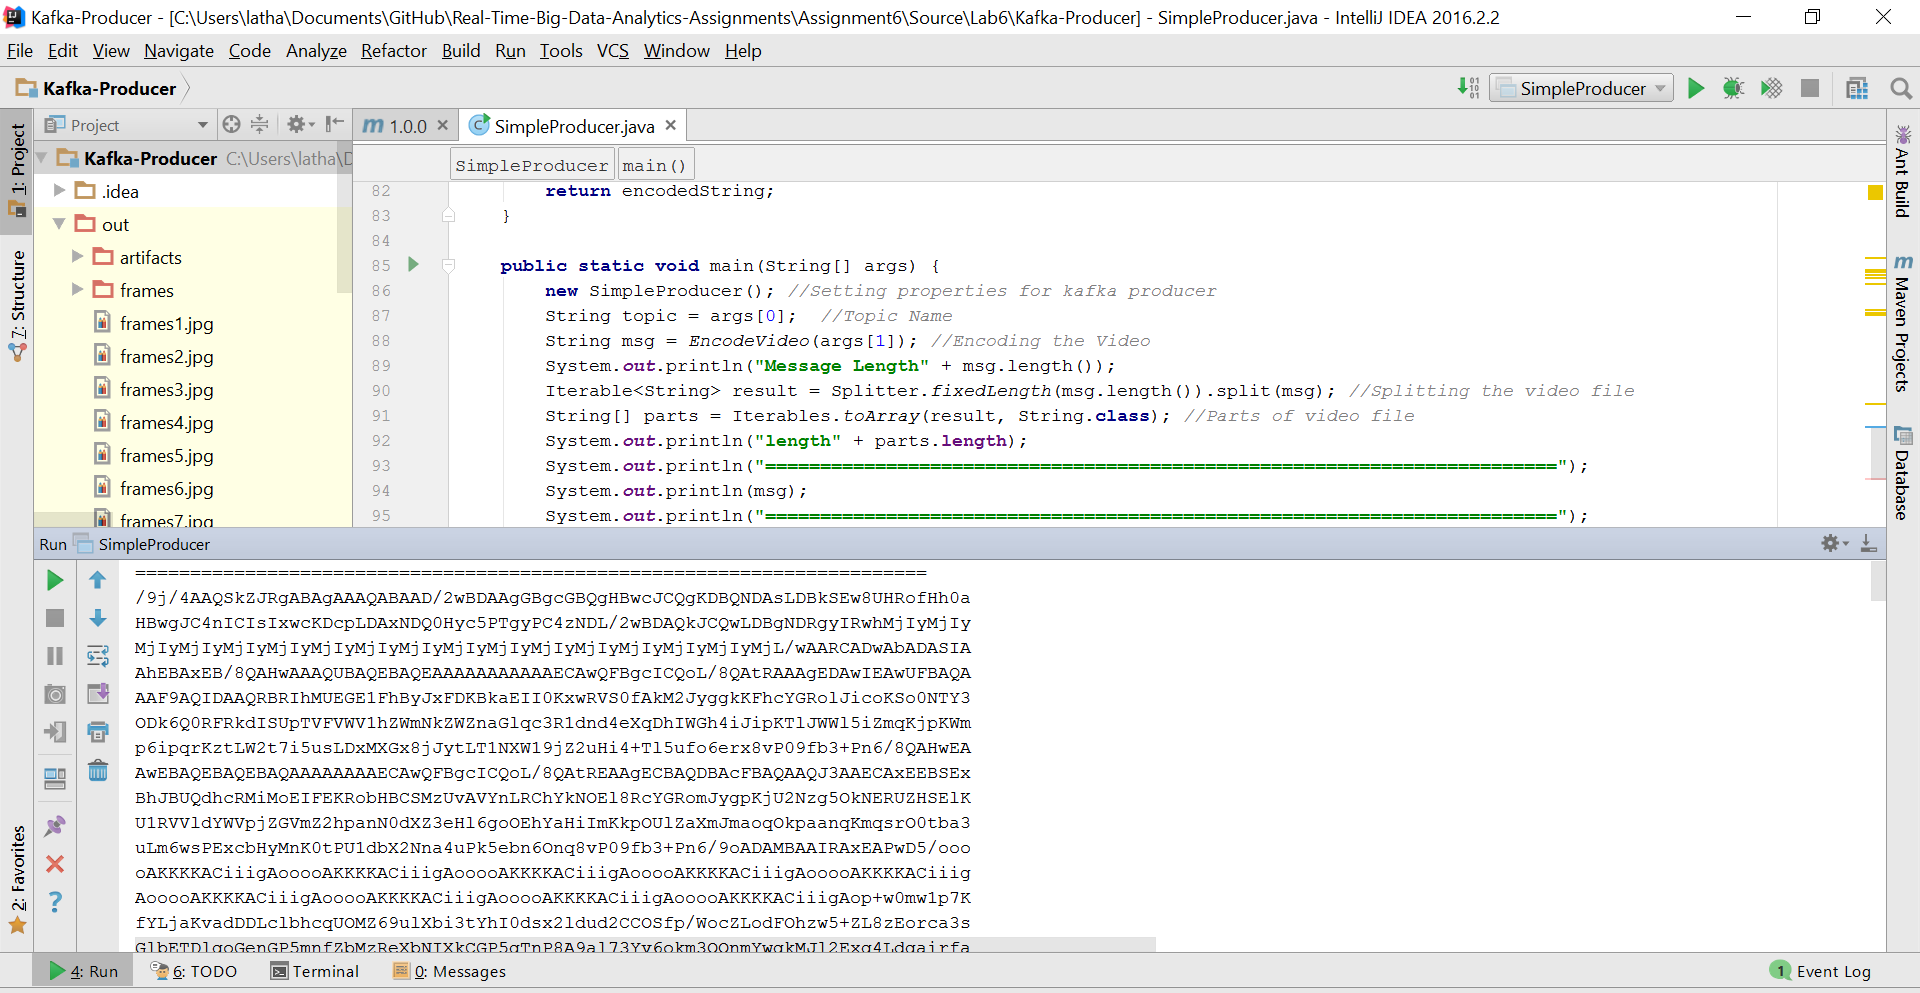 Kafka-Producer - [C:\Users\latha\Documents\GitHub\Real-Time-Big-Data-Analytics-Assignments\Assignment6\Source\Lab6\Kafka-Producer] - SimpleProducer.java - IntelliJ IDEA 2016.2.2
File Edit View Navigate Code Analyze Refactor Build Run Tools VCS Window Help
Kafka-Producer
SimpleProducer
Project
m 1.0.0
SimpleProducer.java
1: Project
7: Structure
2: Favorites
Kafka-Producer C:\Users\latha\D
.idea
out
artifacts
frames
frames1.jpg
frames2.jpg
frames3.jpg
frames4.jpg
frames5.jpg
frames6.jpg
frames7.jpg
SimpleProducer main()
82 return encodedString;
83 }
84
85 public static void main(String[] args) {
86 new SimpleProducer(); //Setting properties for kafka producer
87 String topic = args[0]; //Topic Name
88 String msg = EncodeVideo(args[1]); //Encoding the Video
89 System.out.println("Message Length" + msg.length());
90 Iterable<String> result = Splitter.fixedLength(msg.length()).split(msg); //Splitting the video file
91 String[] parts = Iterables.toArray(result, String.class); //Parts of video file
92 System.out.println("length" + parts.length);
93 System.out.println("========================================================================");
94 System.out.println(msg);
95 System.out.println("========================================================================");
Ant Build
m Maven Projects
Database
Run SimpleProducer
========================================================================
/9j/4AAQSkZJRgABAgAAAQABAAD/2wBDAAgGBgcGBQgHBwcJCQgKDBQNDAsLDBkSEw8UHRofHh0a
HBwgJC4nICIsIxwcKDcpLDAxNDQ0Hyc5PTgyPC4zNDL/2wBDAQkJCQwLDBgNDRgyIRwhMjIyMjIy
MjIyMjIyMjIyMjIyMjIyMjIyMjIyMjIyMjIyMjIyMjIyMjIyMjIyMjIyMjL/wAARCADwAbADASIA
AhEBAxEB/8QAHwAAAQUBAQEBAQEAAAAAAAAAAAECAwQFBgcICQoL/8QAtRAAAgEDAwIEAwUFBAQA
AAF9AQIDAAQRBRIhMUEGE1FhByJxFDKBkaEII0KxwRVS0fAkM2JyggkKFhcYGRolJicoKSo0NTY3
ODk6Q0RFRkdISUpTVFVWV1hZWmNkZWZnaGlqc3R1dnd4eXqDhIWGh4iJipKTlJWWl5iZmqKjpKWm
p6ipqrKztLW2t7i5usLDxMXGx8jJytLT1NXW19jZ2uHi4+Tl5ufo6erx8vP09fb3+Pn6/8QAHwEA
AwEBAQEBAQEBAQAAAAAAAAECAwQFBgcICQoL/8QAtREAAgECBAQDBAcFBAQAAQJ3AAECAxEEBSEx
BhJBUQdhcRMiMoEIFEKRobHBCSMzUvAVYnLRChYkNOEl8RcYGRomJygpKjU2Nzg5OkNERUZHSElK
U1RVVldYWVpjZGVmZ2hpanN0dXZ3eHl6goOEhYaHiImKkpOUlZaXmJmaoqOkpaanqKmqsrO0tba3
uLm6wsPExcbHyMnK0tPU1dbX2Nna4uPk5ebn6Onq8vP09fb3+Pn6/9oADAMBAAIRAxEAPwD5/ooo
oAKKKKACiiigAooooAKKKKACiiigAooooAKKKKACiiigAooooAKKKKACiiigAooooAKKKKACiiig
AooooAKKKKACiiigAooooAKKKKACiiigAooooAKKKKACiiigAooooAKKKKACiiigAop+w0mw1p7K
fYLjaKvadDDLclbhcqUOMZ69ulXbi3tYhI0dsx2ldud2CCOSfp/WocZLodFOhzw5+ZL8zEorca3s
4: Run 6: TODO Terminal 0: Messages
1 Event Log